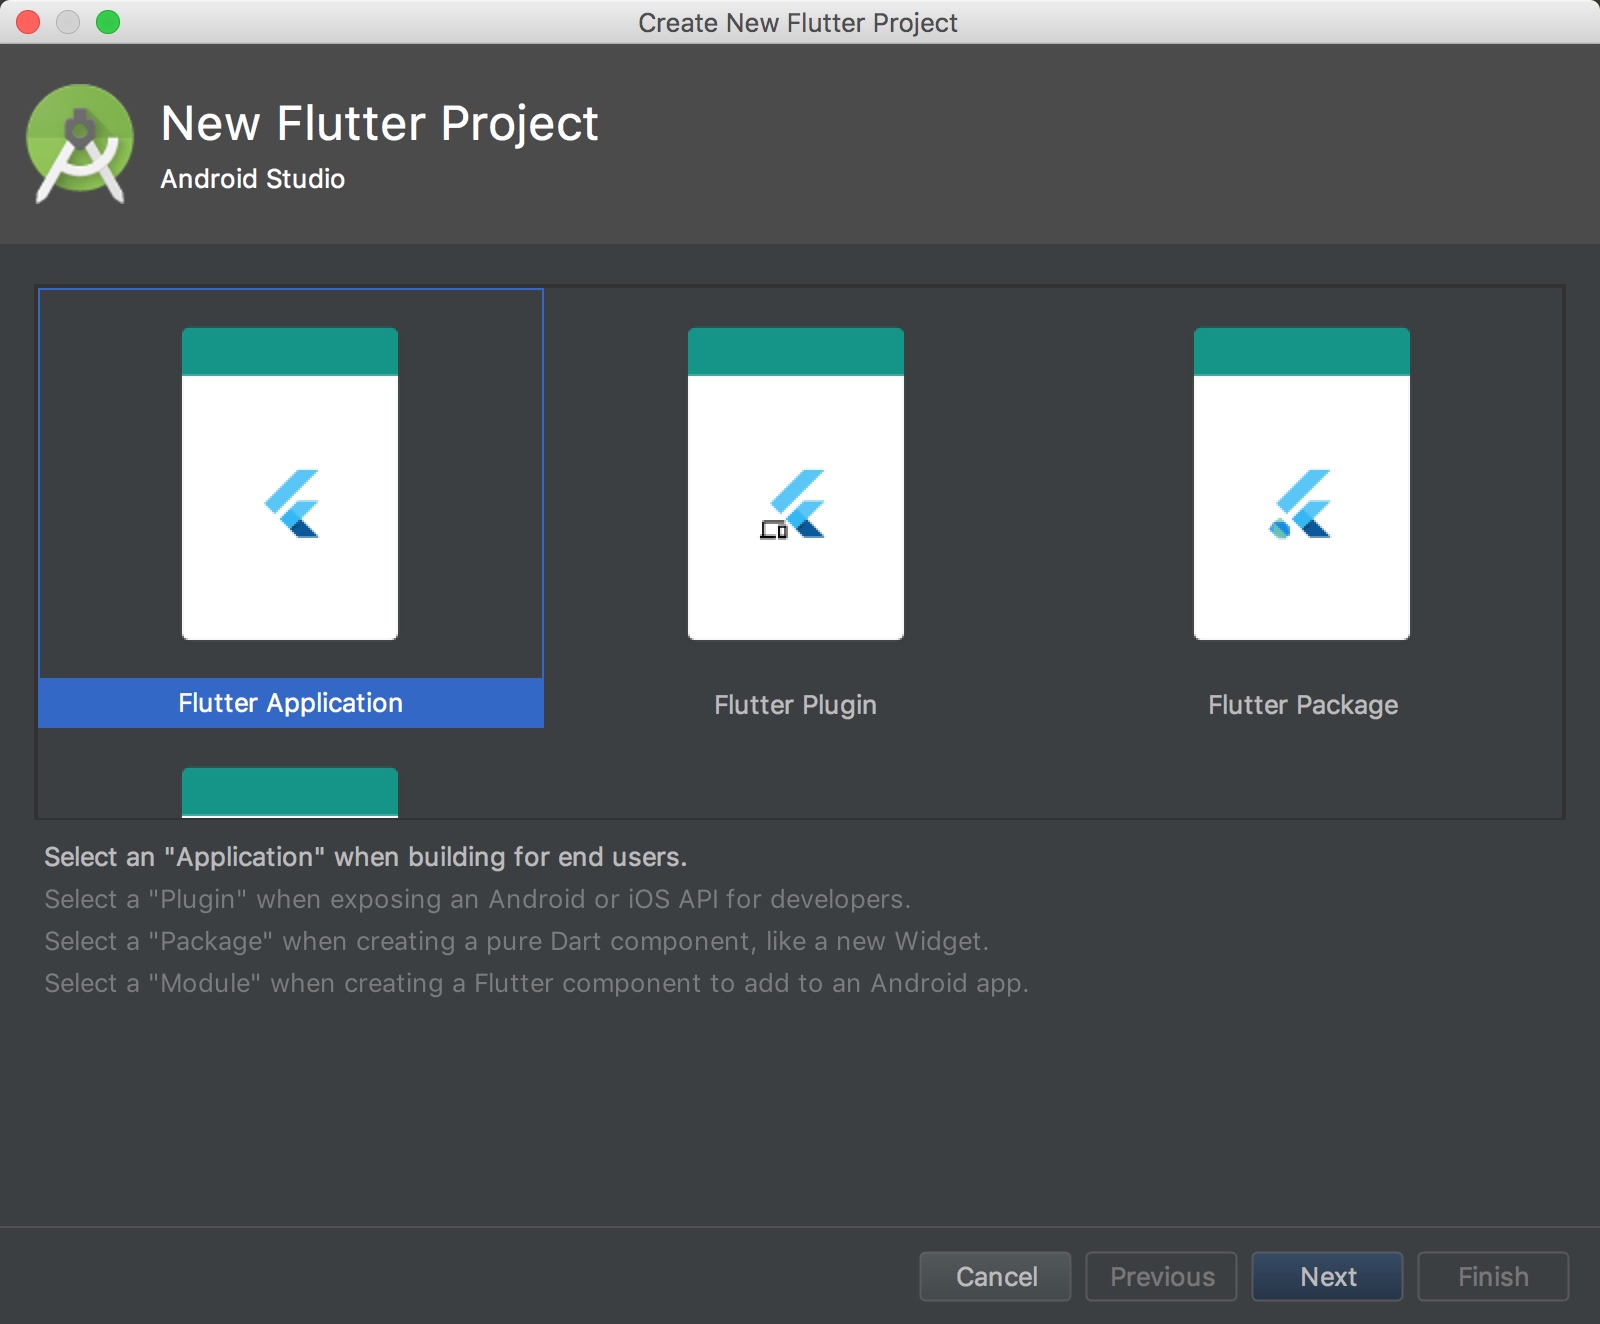 Create New Flutter Project
New Flutter Project
Android Studio
Flutter Application
Flutter Plugin
Flutter Package
Select an "Application" when building for end users.
Select a "Plugin" when exposing an Android or iOS API for developers.
Select a "Package" when creating a pure Dart component, like a new Widget.
Select a "Module" when creating a Flutter component to add to an Android app.
Cancel
Previous
Next
Finish